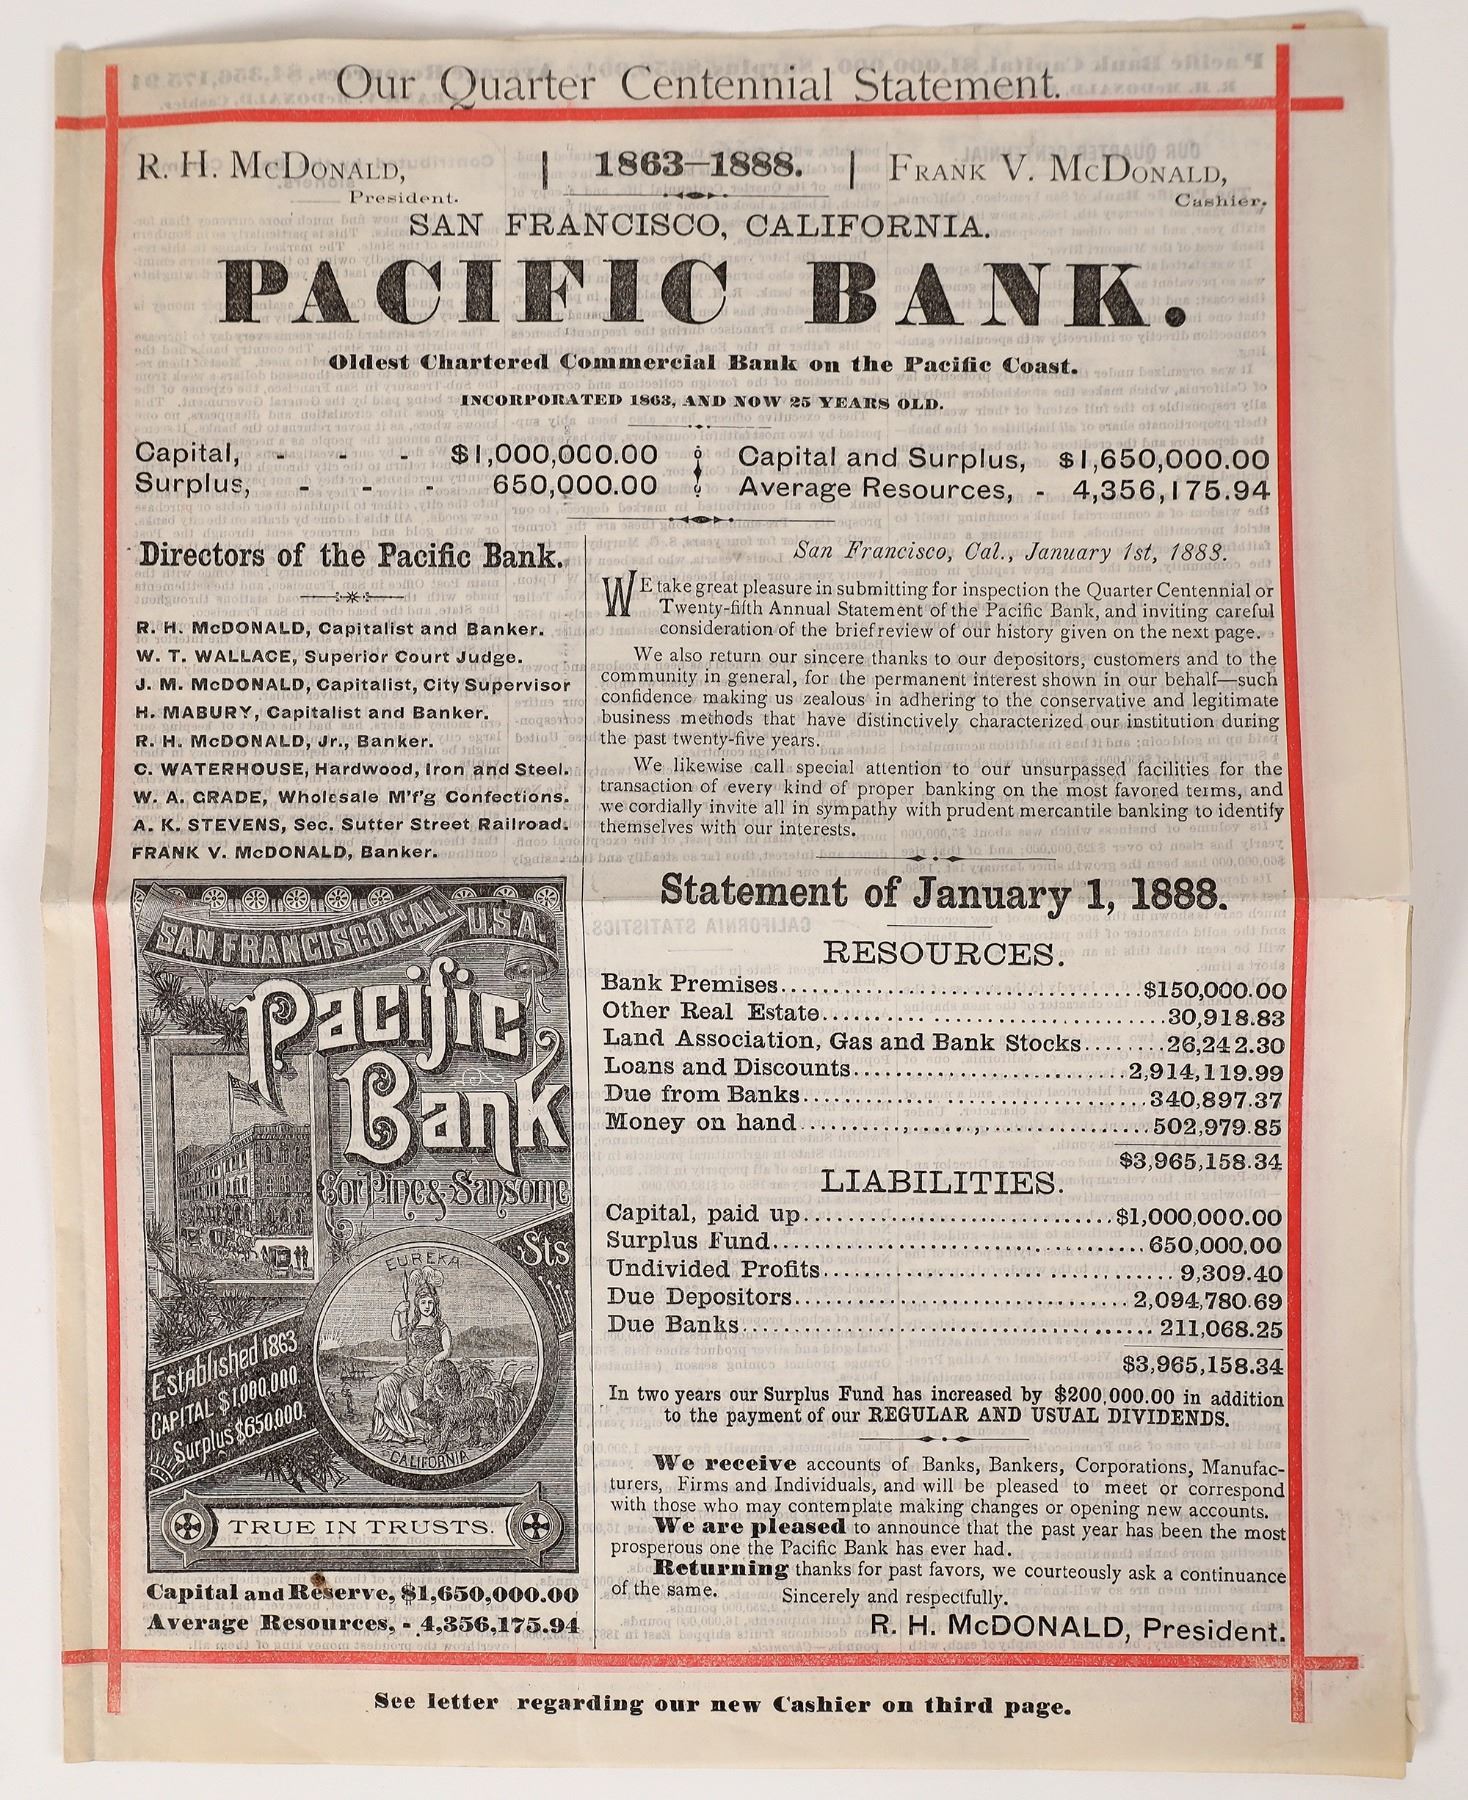 Our Quarter Centennial Statement.
R. H. McDonald,
President.
1863–1888.
Frank V. McDonald,
Cashier.
SAN FRANCISCO, CALIFORNIA.
PACIFIC BANK.
Oldest Chartered Commercial Bank on the Pacific Coast.
INCORPORATED 1863, AND NOW 25 YEARS OLD.
Capital, - - - $1,000,000.00
Surplus, - - - 650,000.00
Capital and Surplus, $1,650,000.00
Average Resources, - 4,356,175.94
Directors of the Pacific Bank.
R. H. McDONALD, Capitalist and Banker.
W. T. WALLACE, Superior Court Judge.
J. M. McDONALD, Capitalist, City Supervisor
H. MABURY, Capitalist and Banker.
R. H. McDONALD, Jr., Banker.
C. WATERHOUSE, Hardwood, Iron and Steel.
W. A. GRADE, Wholesale M'f'g Confections.
A. K. STEVENS, Sec. Sutter Street Railroad.
FRANK V. McDONALD, Banker.
SAN FRANCISCO CAL. U.S.A.
Pacific
Bank
Cor Pine & Sansome
Sts
EUREKA
CALIFORNIA
Established 1863
CAPITAL $1,000,000.
Surplus $650,000.
TRUE IN TRUSTS.
Capital and Reserve, $1,650,000.00
Average Resources, - 4,356,175.94
San Francisco, Cal., January 1st, 1888.
WE take great pleasure in submitting for inspection the Quarter Centennial or
Twenty-fifth Annual Statement of the Pacific Bank, and inviting careful
consideration of the brief review of our history given on the next page.
We also return our sincere thanks to our depositors, customers and to the
community in general, for the permanent interest shown in our behalf—such
confidence making us zealous in adhering to the conservative and legitimate
business methods that have distinctively characterized our institution during
the past twenty-five years.
We likewise call special attention to our unsurpassed facilities for the
transaction of every kind of proper banking on the most favored terms, and
we cordially invite all in sympathy with prudent mercantile banking to identify
themselves with our interests.
Statement of January 1, 1888.
RESOURCES.
Bank Premises........................................$150,000.00
Other Real Estate....................................30,918.83
Land Association, Gas and Bank Stocks........26,242.30
Loans and Discounts..............................2,914,119.99
Due from Banks......................................340,897.37
Money on hand......................................502,979.85
$3,965,158.34
LIABILITIES.
Capital, paid up..................................$1,000,000.00
Surplus Fund........................................650,000.00
Undivided Profits....................................9,309.40
Due Depositors....................................2,094,780.69
Due Banks........................................... 211,068.25
$3,965,158.34
In two years our Surplus Fund has increased by $200,000.00 in addition
to the payment of our REGULAR AND USUAL DIVIDENDS.
We receive accounts of Banks, Bankers, Corporations, Manufac-
turers, Firms and Individuals, and will be pleased to meet or correspond
with those who may contemplate making changes or opening new accounts.
We are pleased to announce that the past year has been the most
prosperous one the Pacific Bank has ever had.
Returning thanks for past favors, we courteously ask a continuance
of the same. Sincerely and respectfully.
R. H. McDONALD, President.
See letter regarding our new Cashier on third page.